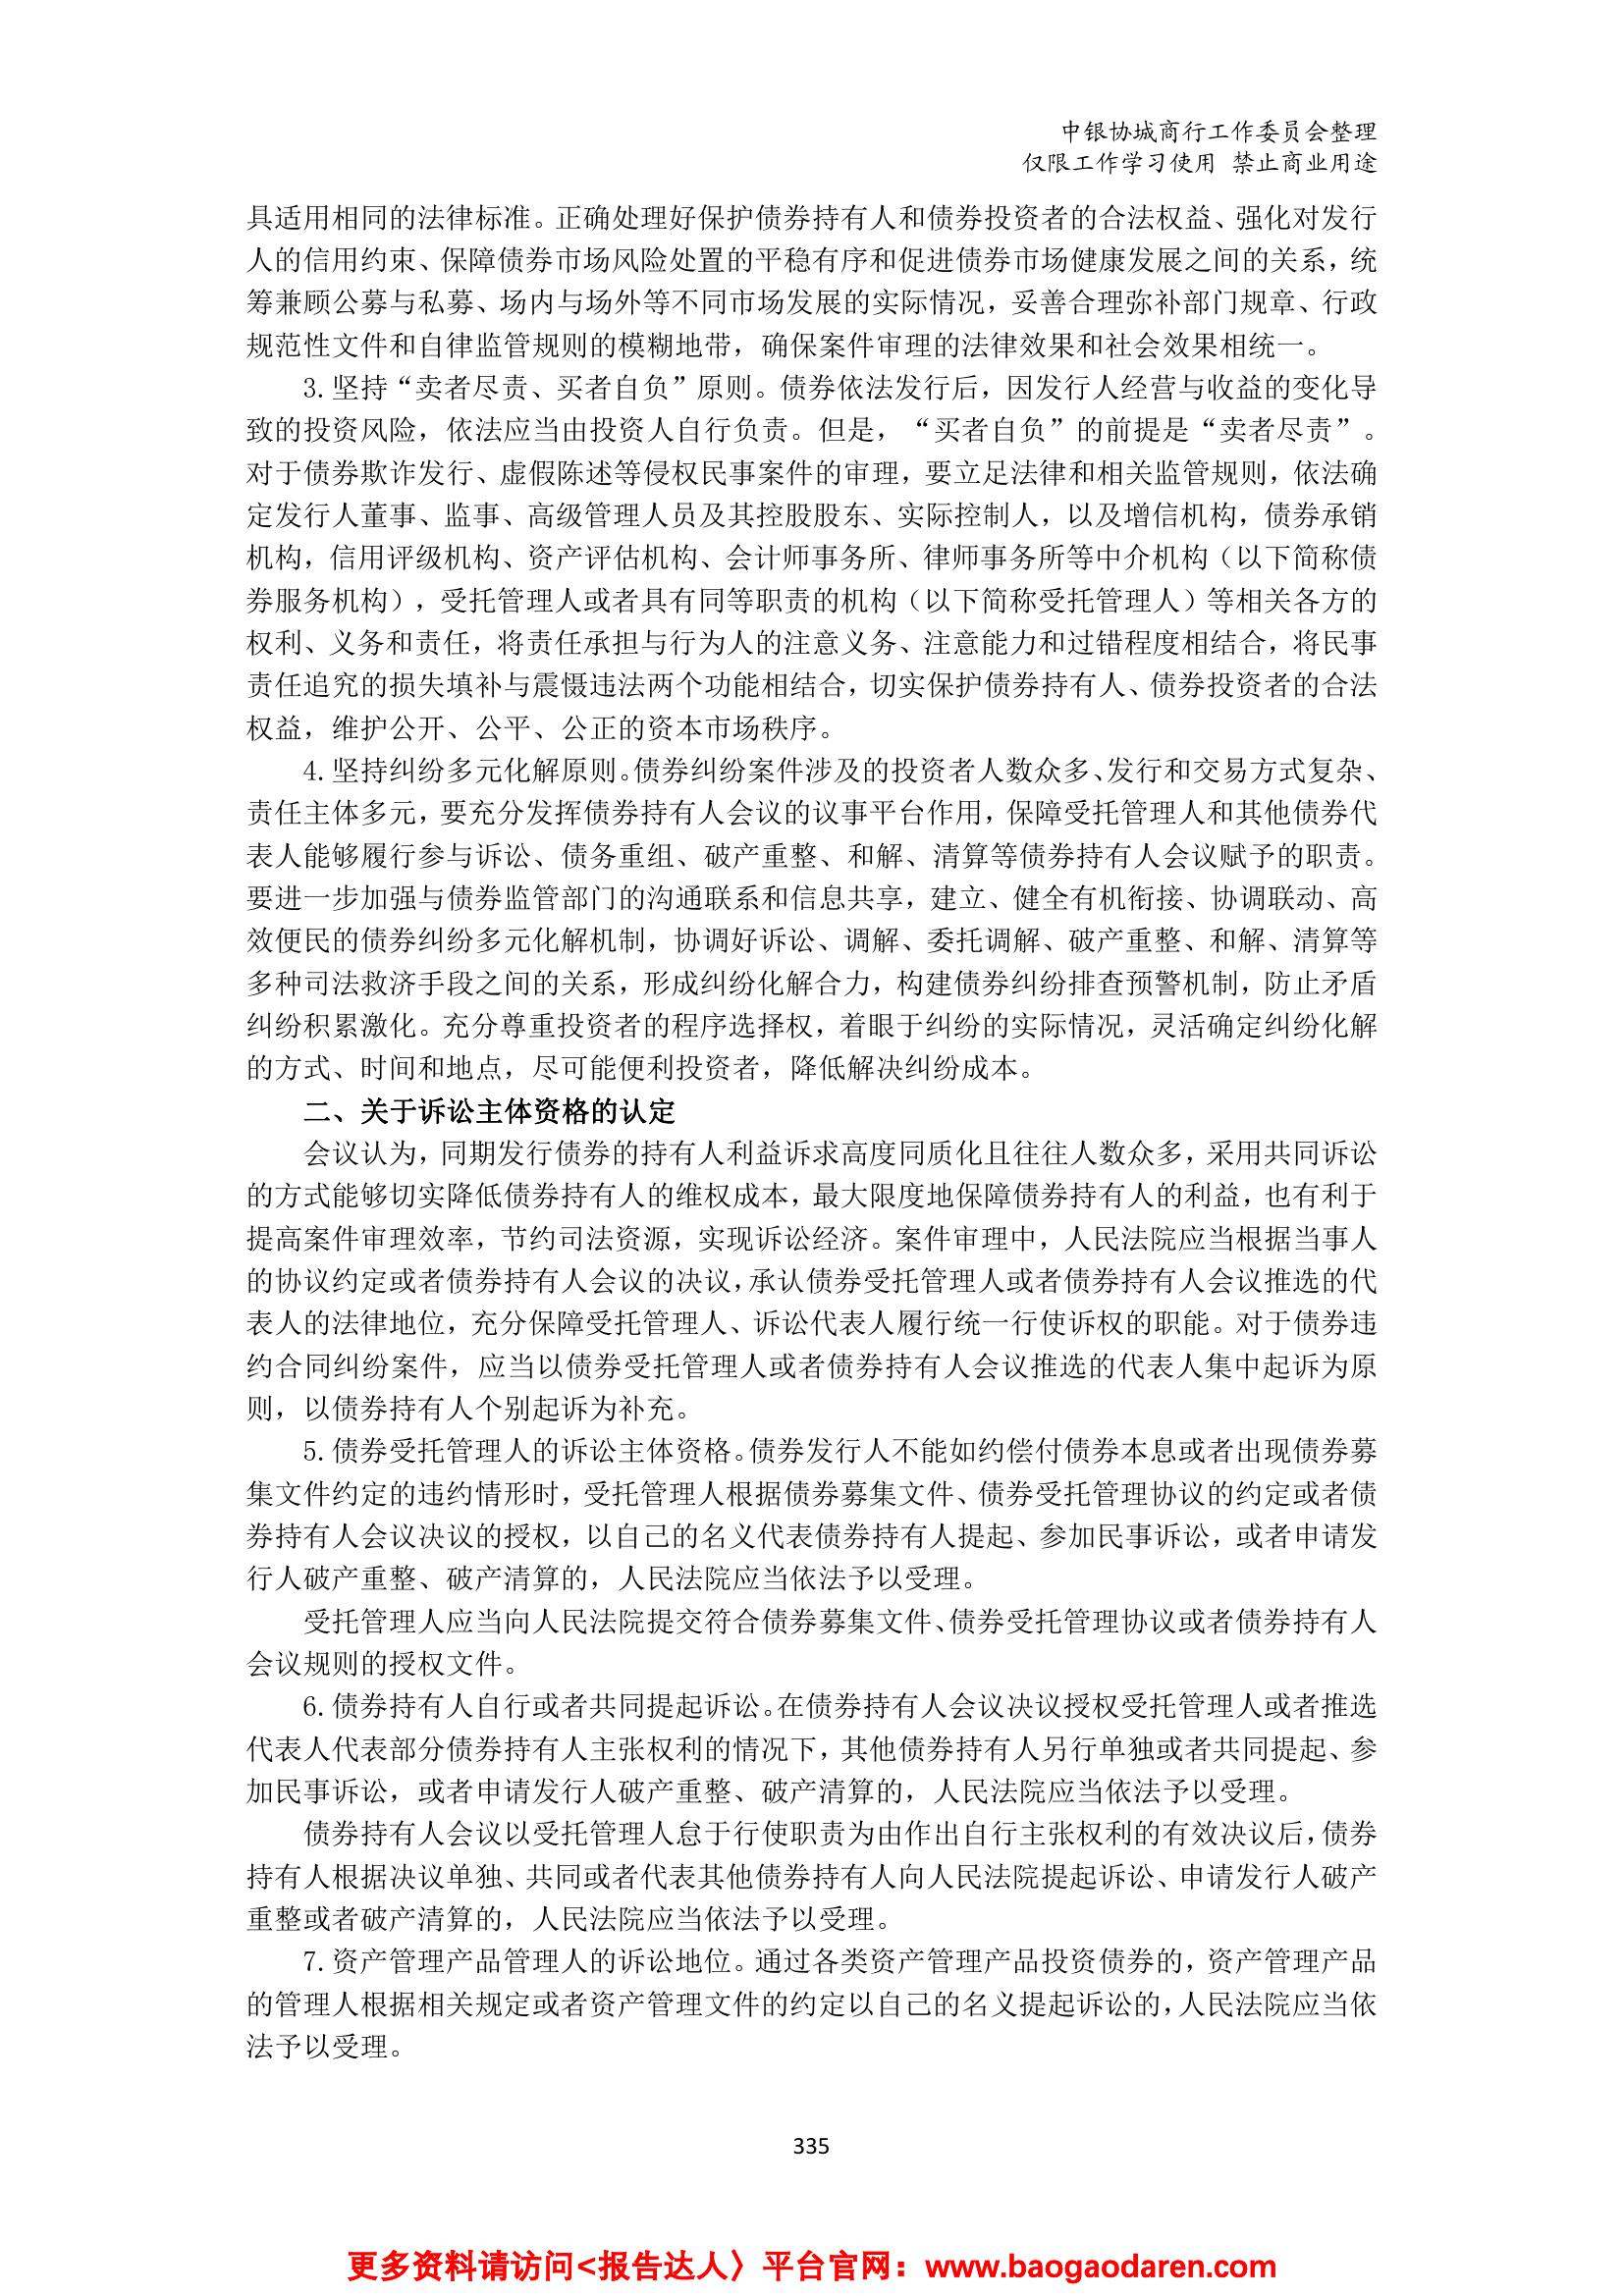 中银协城商行工作委员会整理
仅限工作学习使用 禁止商业用途
具适用相同的法律标准。正确处理好保护债券持有人和债券投资者的合法权益、强化对发行
人的信用约束、保障债券市场风险处置的平稳有序和促进债券市场健康发展之间的关系，统
筹兼顾公募与私募、场内与场外等不同市场发展的实际情况，妥善合理弥补部门规章、行政
规范性文件和自律监管规则的模糊地带，确保案件审理的法律效果和社会效果相统一。
3.坚持“卖者尽责、买者自负”原则。债券依法发行后，因发行人经营与收益的变化导
致的投资风险，依法应当由投资人自行负责。但是，“买者自负”的前提是“卖者尽责”。
对于债券欺诈发行、虚假陈述等侵权民事案件的审理，要立足法律和相关监管规则，依法确
定发行人董事、监事、高级管理人员及其控股股东、实际控制人，以及增信机构，债券承销
机构，信用评级机构、资产评估机构、会计师事务所、律师事务所等中介机构（以下简称债
券服务机构），受托管理人或者具有同等职责的机构（以下简称受托管理人）等相关各方的
权利、义务和责任，将责任承担与行为人的注意义务、注意能力和过错程度相结合，将民事
责任追究的损失填补与震慑违法两个功能相结合，切实保护债券持有人、债券投资者的合法
权益，维护公开、公平、公正的资本市场秩序。
4.坚持纠纷多元化解原则。债券纠纷案件涉及的投资者人数众多、发行和交易方式复杂、
责任主体多元，要充分发挥债券持有人会议的议事平台作用，保障受托管理人和其他债券代
表人能够履行参与诉讼、债务重组、破产重整、和解、清算等债券持有人会议赋予的职责。
要进一步加强与债券监管部门的沟通联系和信息共享，建立、健全有机衔接、协调联动、高
效便民的债券纠纷多元化解机制，协调好诉讼、调解、委托调解、破产重整、和解、清算等
多种司法救济手段之间的关系，形成纠纷化解合力，构建债券纠纷排查预警机制，防止矛盾
纠纷积累激化。充分尊重投资者的程序选择权，着眼于纠纷的实际情况，灵活确定纠纷化解
的方式、时间和地点，尽可能便利投资者，降低解决纠纷成本。
二、关于诉讼主体资格的认定
会议认为，同期发行债券的持有人利益诉求高度同质化且往往人数众多，采用共同诉讼
的方式能够切实降低债券持有人的维权成本，最大限度地保障债券持有人的利益，也有利于
提高案件审理效率，节约司法资源，实现诉讼经济。案件审理中，人民法院应当根据当事人
的协议约定或者债券持有人会议的决议，承认债券受托管理人或者债券持有人会议推选的代
表人的法律地位，充分保障受托管理人、诉讼代表人履行统一行使诉权的职能。对于债券违
约合同纠纷案件，应当以债券受托管理人或者债券持有人会议推选的代表人集中起诉为原
则，以债券持有人个别起诉为补充。
5.债券受托管理人的诉讼主体资格。债券发行人不能如约偿付债券本息或者出现债券募
集文件约定的违约情形时，受托管理人根据债券募集文件、债券受托管理协议的约定或者债
券持有人会议决议的授权，以自己的名义代表债券持有人提起、参加民事诉讼，或者申请发
行人破产重整、破产清算的，人民法院应当依法予以受理。
受托管理人应当向人民法院提交符合债券募集文件、债券受托管理协议或者债券持有人
会议规则的授权文件。
6.债券持有人自行或者共同提起诉讼。在债券持有人会议决议授权受托管理人或者推选
代表人代表部分债券持有人主张权利的情况下，其他债券持有人另行单独或者共同提起、参
加民事诉讼，或者申请发行人破产重整、破产清算的，人民法院应当依法予以受理。
债券持有人会议以受托管理人怠于行使职责为由作出自行主张权利的有效决议后，债券
持有人根据决议单独、共同或者代表其他债券持有人向人民法院提起诉讼、申请发行人破产
重整或者破产清算的，人民法院应当依法予以受理。
7.资产管理产品管理人的诉讼地位。通过各类资产管理产品投资债券的，资产管理产品
的管理人根据相关规定或者资产管理文件的约定以自己的名义提起诉讼的，人民法院应当依
法予以受理。
335
更多资料请访问<报告达人〉平台官网：www.baogaodaren.com